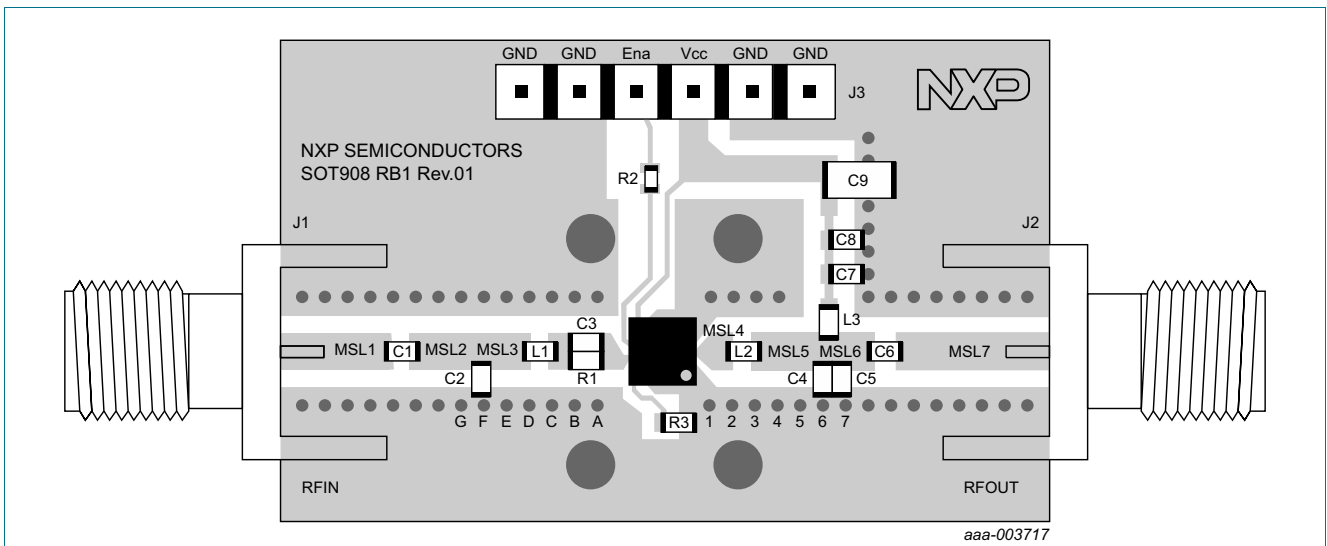 GND GND Ena Vcc GND GND
J3
NXP
NXP SEMICONDUCTORS
SOT908 RB1 Rev.01
R2
C9
J1
J2
C8
C7
L3
C3
MSL4
MSL1 C1 MSL2 MSL3 L1 L2 MSL5 MSL6 C6 MSL7
C2 R1 C4 C5
R3
G F E D C B A 1 2 3 4 5 6 7
RFIN RFOUT
aaa-003717